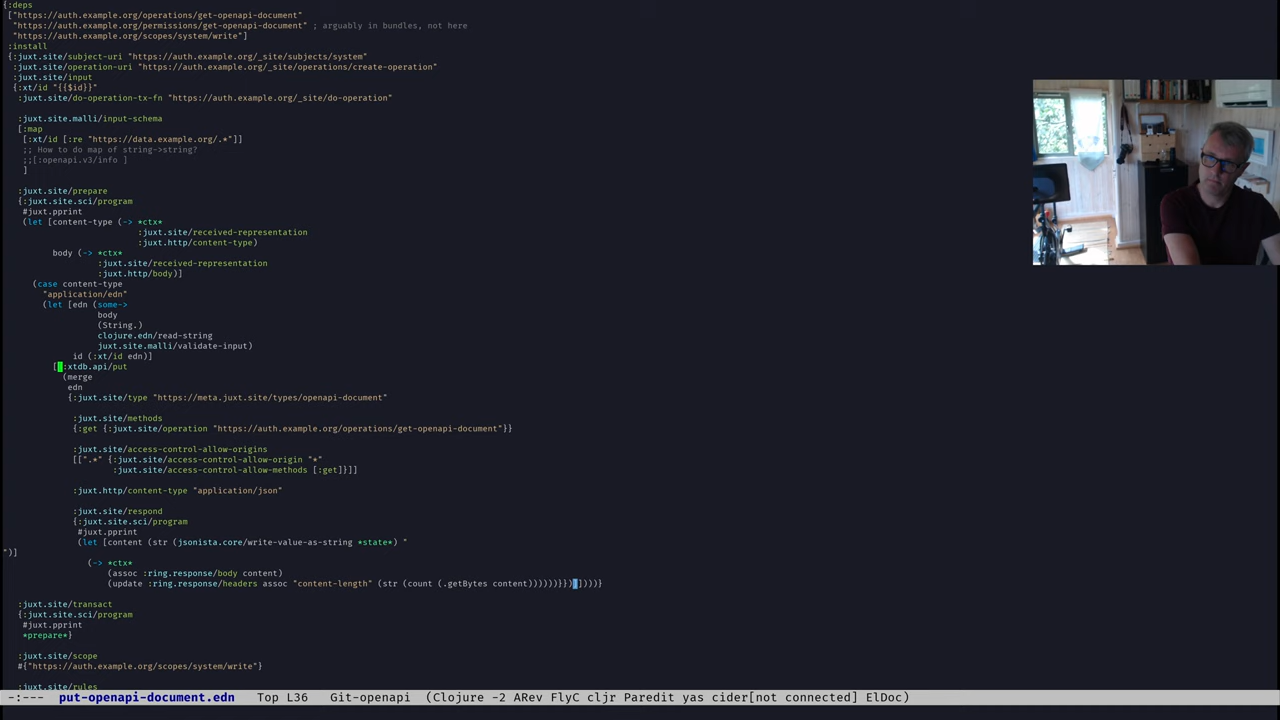 {:deps
["https://auth.example.org/operations/get-openapi-document"
"https://auth.example.org/permissions/get-openapi-document" ; arguably in bundles, not here
"https://auth.example.org/scopes/system/write"]
:install
{:juxt.site/subject-uri "https://auth.example.org/_site/subjects/system"
:juxt.site/operation-uri "https://auth.example.org/_site/operations/create-operation"
:juxt.site/input
{:xt/id "{{$id}}"
:juxt.site/do-operation-tx-fn "https://auth.example.org/_site/do-operation"
:juxt.site.malli/input-schema
[:map
[:xt/id [:re "https://data.example.org/.*"]]
;; How to do map of string->string?
;;[:openapi.v3/info ]
]
:juxt.site/prepare
{:juxt.site.sci/program
#juxt.pprint
(let [content-type (-> *ctx*
:juxt.site/received-representation
:juxt.http/content-type)
body (-> *ctx*
:juxt.site/received-representation
:juxt.http/body)]
(case content-type
"application/edn"
(let [edn (some->
body
(String.)
clojure.edn/read-string
juxt.site.malli/validate-input)
id (:xt/id edn)]
[[:xtdb.api/put
(merge
edn
{:juxt.site/type "https://meta.juxt.site/types/openapi-document"
:juxt.site/methods
{:get {:juxt.site/operation "https://auth.example.org/operations/get-openapi-document"}}
:juxt.site/access-control-allow-origins
[[".*" {:juxt.site/access-control-allow-origin "*"
:juxt.site/access-control-allow-methods [:get]}]]
:juxt.http/content-type "application/json"
:juxt.site/respond
{:juxt.site.sci/program
#juxt.pprint
(let [content (str (jsonista.core/write-value-as-string *state*) "
")]
(-> *ctx*
(assoc :ring.response/body content)
(update :ring.response/headers assoc "content-length" (str (count (.getBytes content))))))}})]])))}
:juxt.site/transact
{:juxt.site.sci/program
#juxt.pprint
*prepare*}
:juxt.site/scope
#{"https://auth.example.org/scopes/system/write"}
:juxt.site/rules
-:--- put-openapi-document.edn Top L36 Git-openapi (Clojure -2 ARev FlyC cljr Paredit yas cider[not connected] ElDoc)